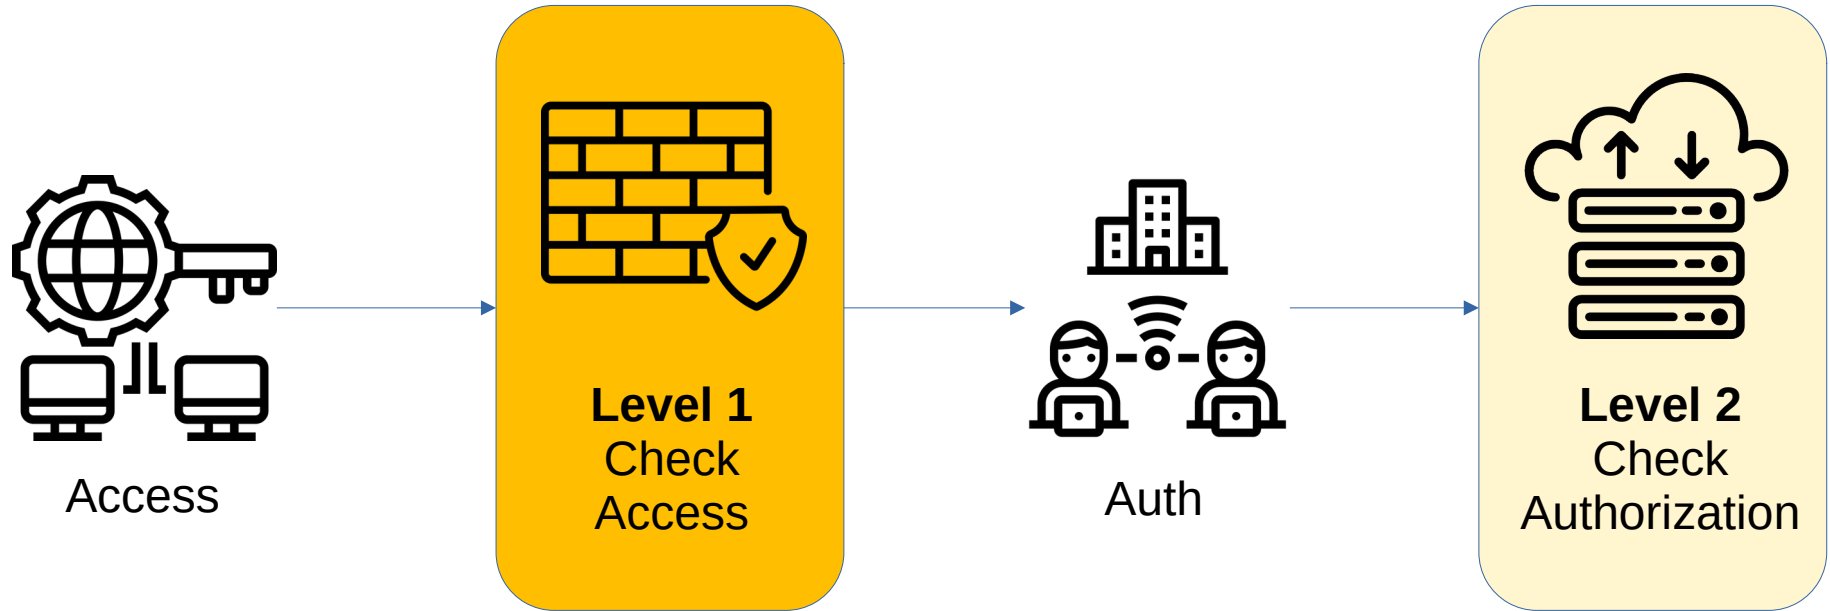 Access
Level 1
Check
Access
Auth
Level 2
Check
Authorization